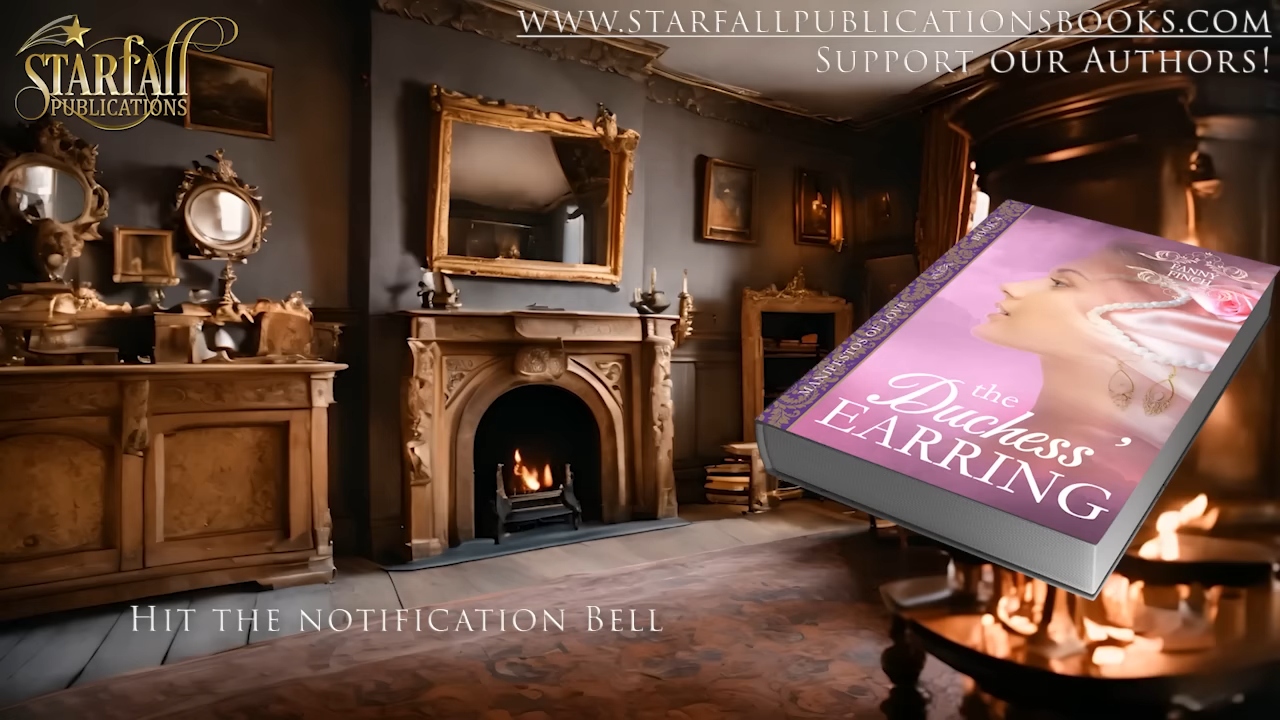 STARfall
PUBLICATIONS
WWW.STARFALLPUBLICATIONSBOOKS.COM
SUPPORT OUR AUTHORS!
FANNY
FINCH
MANIFESTOS OF LOVE
the
Duchess'
EARRING
HIT THE NOTIFICATION BELL